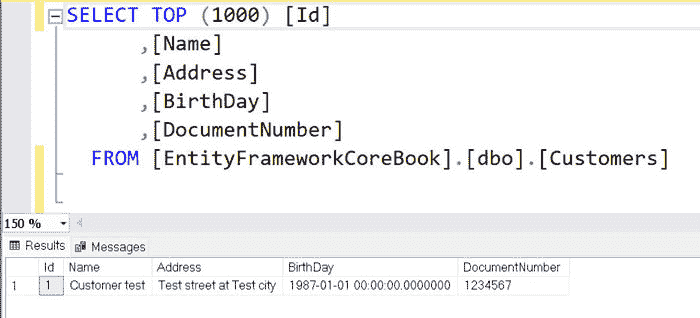 SELECT TOP (1000) [Id]
,[Name]
,[Address]
,[BirthDay]
,[DocumentNumber]
FROM [EntityFrameworkCoreBook].[dbo].[Customers]
150 %
Results Messages
Id Name Address BirthDay DocumentNumber
1 1 Customer test Test street at Test city 1987-01-01 00:00:00.0000000 1234567